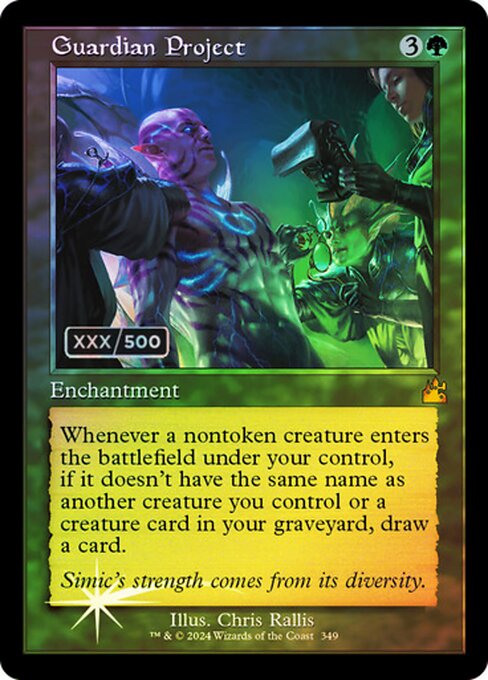 Guardian Project 3
XXX/500
Enchantment
Whenever a nontoken creature enters
the battlefield under your control,
if it doesn't have the same name as
another creature you control or a
creature card in your graveyard, draw
a card.
Simic's strength comes from its diversity.
Illus. Chris Rallis
™ & © 2024 Wizards of the Coast 349